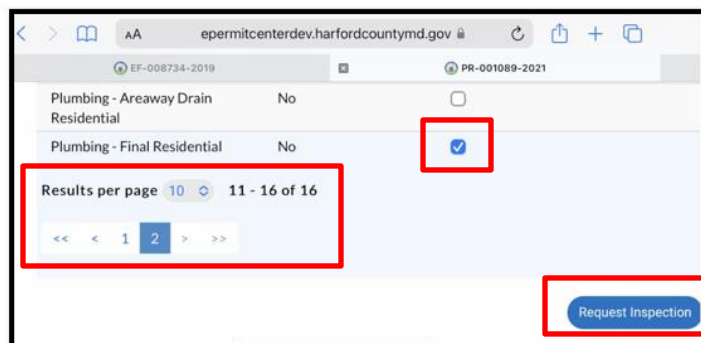 AA epermitcenterdev.harfordcountymd.gov
EF-008734-2019 PR-001089-2021
Plumbing - Areaway Drain No
Residential
Plumbing - Final Residential No
Results per page 10 11 - 16 of 16
<< < 1 2 > >>
Request Inspection